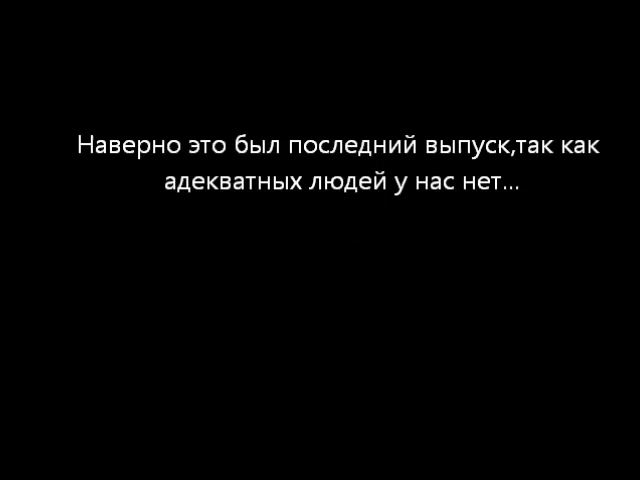 Наверно это был последний выпуск,так как
адекватных людей у нас нет...